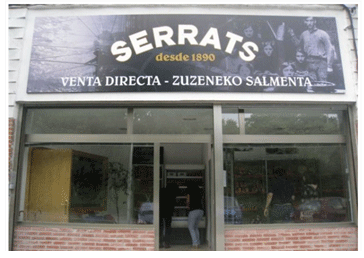 SERRATS
desde 1890
VENTA DIRECTA - ZUZENEKO SALMENTA